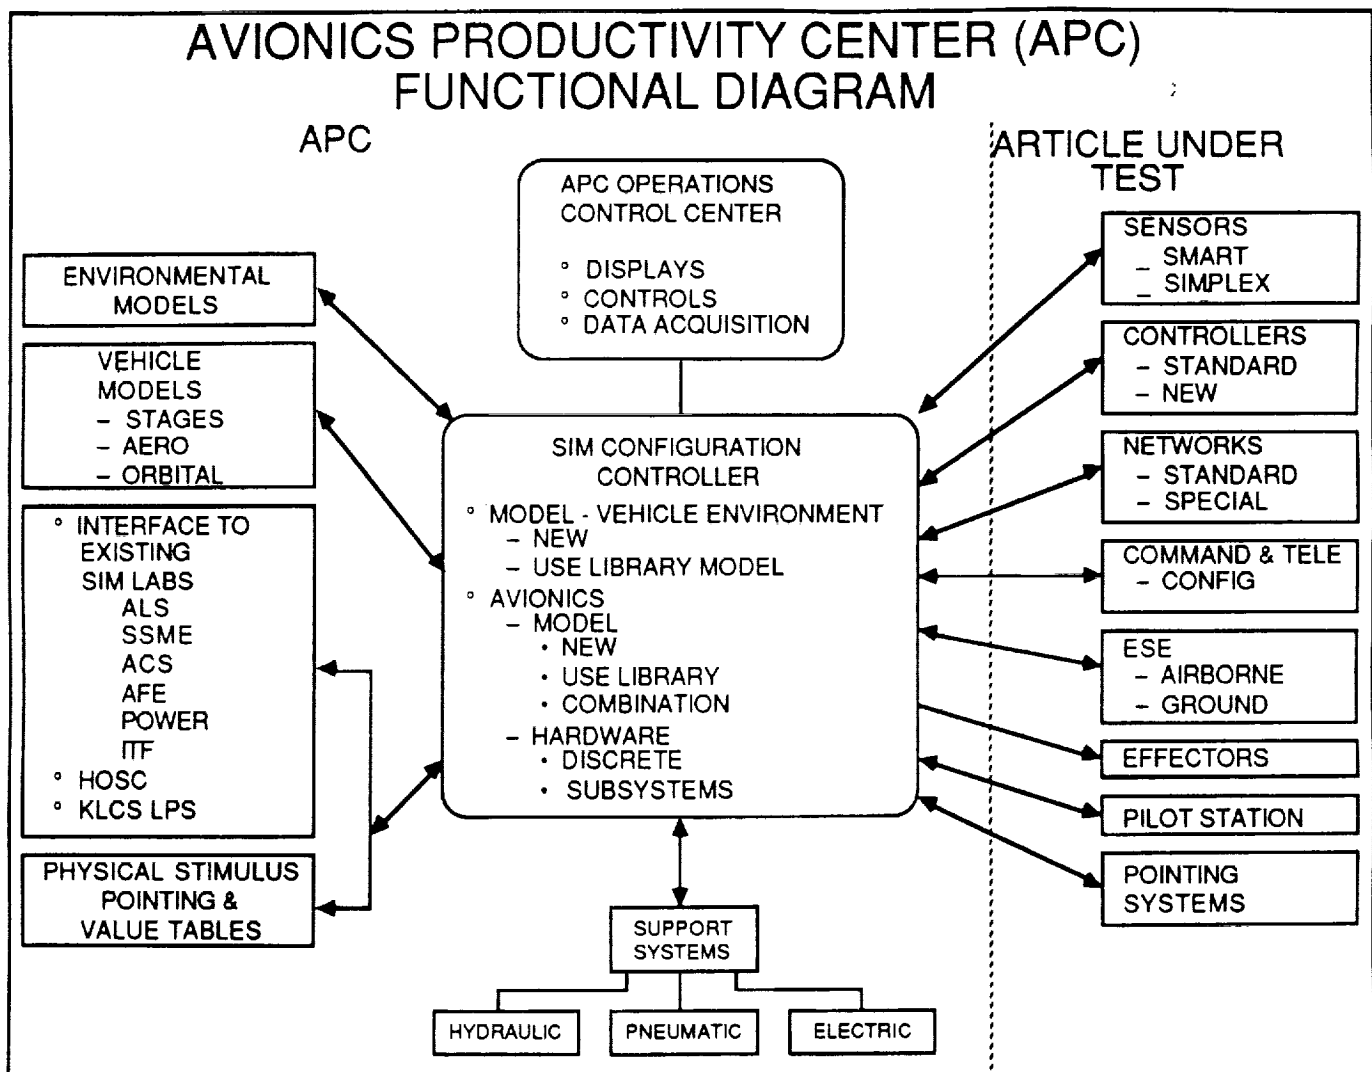 AVIONICS PRODUCTIVITY CENTER (APC)
FUNCTIONAL DIAGRAM
APC
ARTICLE UNDER
TEST
APC OPERATIONS
CONTROL CENTER
° DISPLAYS
° CONTROLS
° DATA ACQUISITION
ENVIRONMENTAL
MODELS
VEHICLE
MODELS
– STAGES
– AERO
– ORBITAL
° INTERFACE TO
EXISTING
SIM LABS
ALS
SSME
ACS
AFE
POWER
ITF
° HOSC
° KLCS LPS
PHYSICAL STIMULUS
POINTING &
VALUE TABLES
SIM CONFIGURATION
CONTROLLER
° MODEL - VEHICLE ENVIRONMENT
– NEW
– USE LIBRARY MODEL
° AVIONICS
– MODEL
· NEW
· USE LIBRARY
· COMBINATION
– HARDWARE
· DISCRETE
· SUBSYSTEMS
SUPPORT
SYSTEMS
HYDRAULIC
PNEUMATIC
ELECTRIC
SENSORS
– SMART
– SIMPLEX
CONTROLLERS
– STANDARD
– NEW
NETWORKS
– STANDARD
– SPECIAL
COMMAND & TELE
– CONFIG
ESE
– AIRBORNE
– GROUND
EFFECTORS
PILOT STATION
POINTING
SYSTEMS